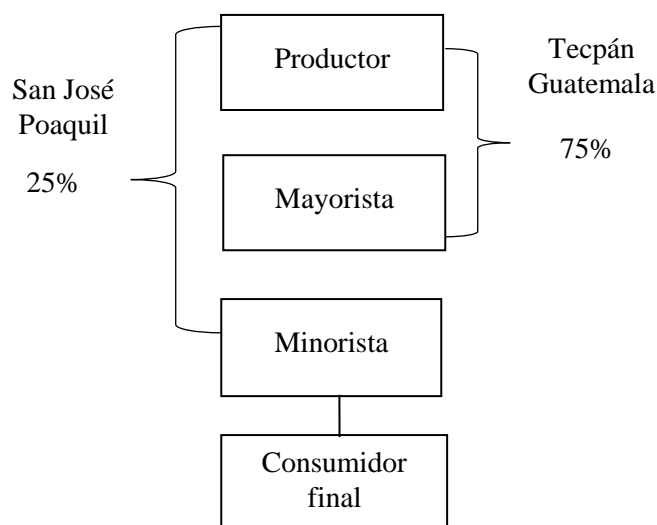 San José
Poaquil
25%
Productor
Mayorista
Minorista
Consumidor
final
Tecpán
Guatemala
75%